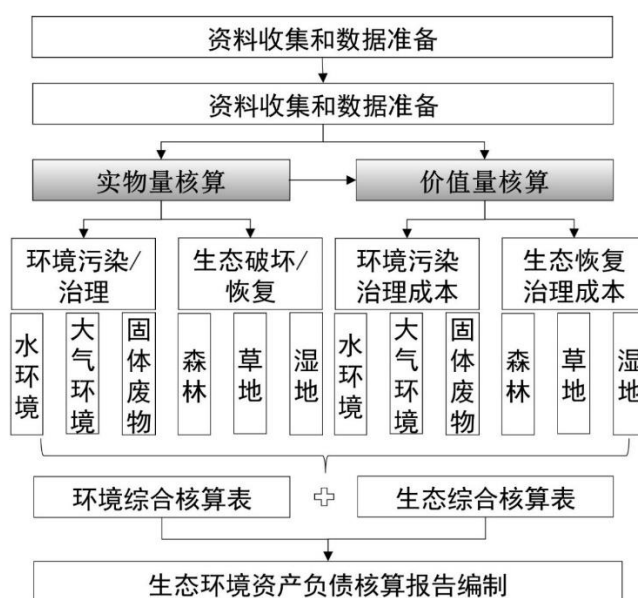 资料收集和数据准备
资料收集和数据准备
实物量核算
价值量核算
环境污染/
治理
生态破坏/
恢复
环境污染
治理成本
生态恢复
治理成本
水环境
大气环境
固体废物
森林
草地
湿地
水环境
大气环境
固体废物
森林
草地
湿地
环境综合核算表
生态综合核算表
生态环境资产负债核算报告编制